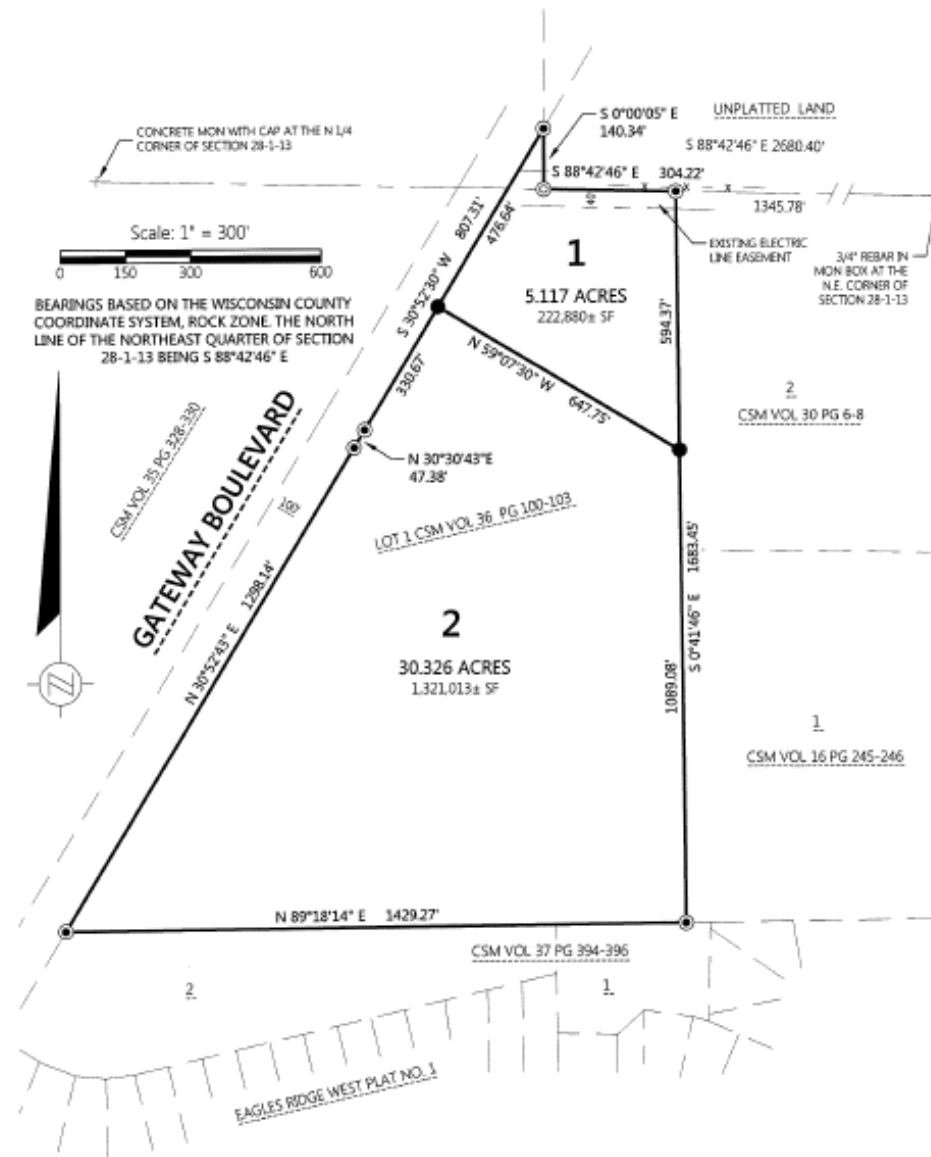 S 0°00'05" E
140.34'
UNPLATTED LAND
CONCRETE MON WITH CAP AT THE N 1/4
CORNER OF SECTION 28-1-13
S 88°42'46" E 2680.40'
S 88°42'46" E 304.22'
1345.78'
40'
807.31'
476.64'
S 30°52'30" W
Scale: 1" = 300'
0 150 300 600
1
5.117 ACRES
222,880± SF
EXISTING ELECTRIC
LINE EASEMENT
3/4" REBAR IN
MON BOX AT THE
N.E. CORNER OF
SECTION 28-1-13
BEARINGS BASED ON THE WISCONSIN COUNTY
COORDINATE SYSTEM, ROCK ZONE. THE NORTH
LINE OF THE NORTHEAST QUARTER OF SECTION
28-1-13 BEING S 88°42'46" E
594.37'
N 59°07'30" W 647.75'
330.67'
2
CSM VOL 30 PG 6-8
CSM VOL 35 PG 328-330
GATEWAY BOULEVARD
N 30°30'43"E
47.38'
100'
LOT 1 CSM VOL 36 PG 100-103
N 30°52'43" E 1298.14'
S 0°41'46" E 1683.45'
1089.08'
2
30.326 ACRES
1,321,013± SF
N
1
CSM VOL 16 PG 245-246
N 89°18'14" E 1429.27'
CSM VOL 37 PG 394-396
2
1
EAGLES RIDGE WEST PLAT NO. 1